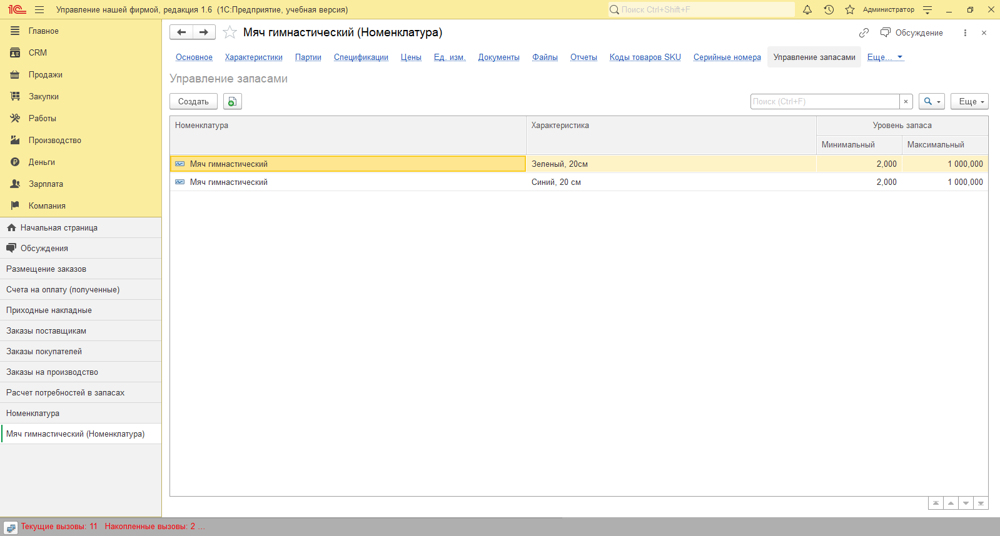 1С Управление нашей фирмой, редакция 1.6 (1С:Предприятие, учебная версия) Поиск Ctrl+Shift+F Администратор
Главное
CRM
Продажи
Закупки
Работы
Производство
Деньги
Зарплата
Компания
Начальная страница
Обсуждения
Размещение заказов
Счета на оплату (полученные)
Приходные накладные
Заказы поставщикам
Заказы покупателей
Заказы на производство
Расчет потребностей в запасах
Номенклатура
Мяч гимнастический (Номенклатура)
Мяч гимнастический (Номенклатура) Обсуждение
Основное Характеристики Партии Спецификации Цены Ед. изм. Документы Файлы Отчеты Коды товаров SKU Серийные номера Управление запасами Еще...
Управление запасами
Создать Поиск (Ctrl+F) × Еще
Номенклатура Характеристика Уровень запаса
Минимальный Максимальный
Мяч гимнастический Зеленый, 20см 2,000 1 000,000
Мяч гимнастический Синий, 20 см 2,000 1 000,000
Текущие вызовы: 11 Накопленные вызовы: 2 ...